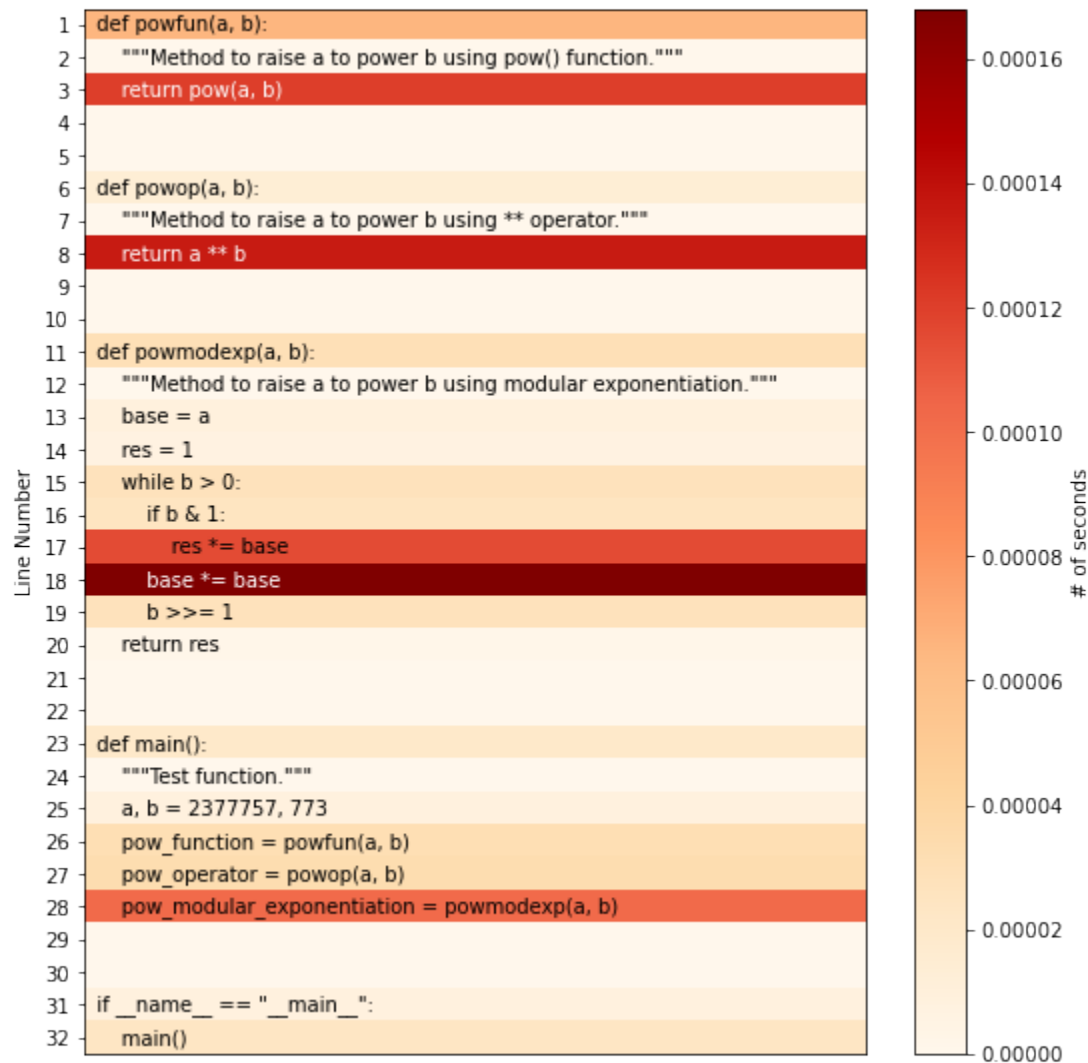 1 def powfun(a, b):
2 """Method to raise a to power b using pow() function."""
3 return pow(a, b)
4
5
6 def powop(a, b):
7 """Method to raise a to power b using ** operator."""
8 return a ** b
9
10
11 def powmodexp(a, b):
12 """Method to raise a to power b using modular exponentiation."""
13 base = a
14 res = 1
15 while b > 0:
16 if b & 1:
17 res *= base
18 base *= base
19 b >>= 1
20 return res
21
22
23 def main():
24 """Test function."""
25 a, b = 2377757, 773
26 pow_function = powfun(a, b)
27 pow_operator = powop(a, b)
28 pow_modular_exponentiation = powmodexp(a, b)
29
30
31 if __name__ == "__main__":
32 main()
Line Number
0.00016
0.00014
0.00012
0.00010
0.00008
0.00006
0.00004
0.00002
0.00000
# of seconds